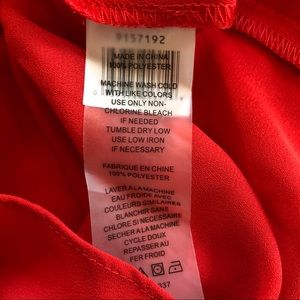 9157192
MADE IN CHINA
100% POLYESTER
MACHINE WASH COLD
WITH LIKE COLORS
USE ONLY NON-
CHLORINE BLEACH
IF NEEDED
TUMBLE DRY LOW
USE LOW IRON
IF NECESSARY
FABRIQUE EN CHINE
100% POLYESTER
LAVER A LA MACHINE
EAU FROIDE AVEC
COULEURS SIMILAIRES
BLANCHIR SANS
CHLORE SI NECESSAIRE
SECHER A LA MACHINE
CYCLE DOUX
REPASSER AU
FER FROID